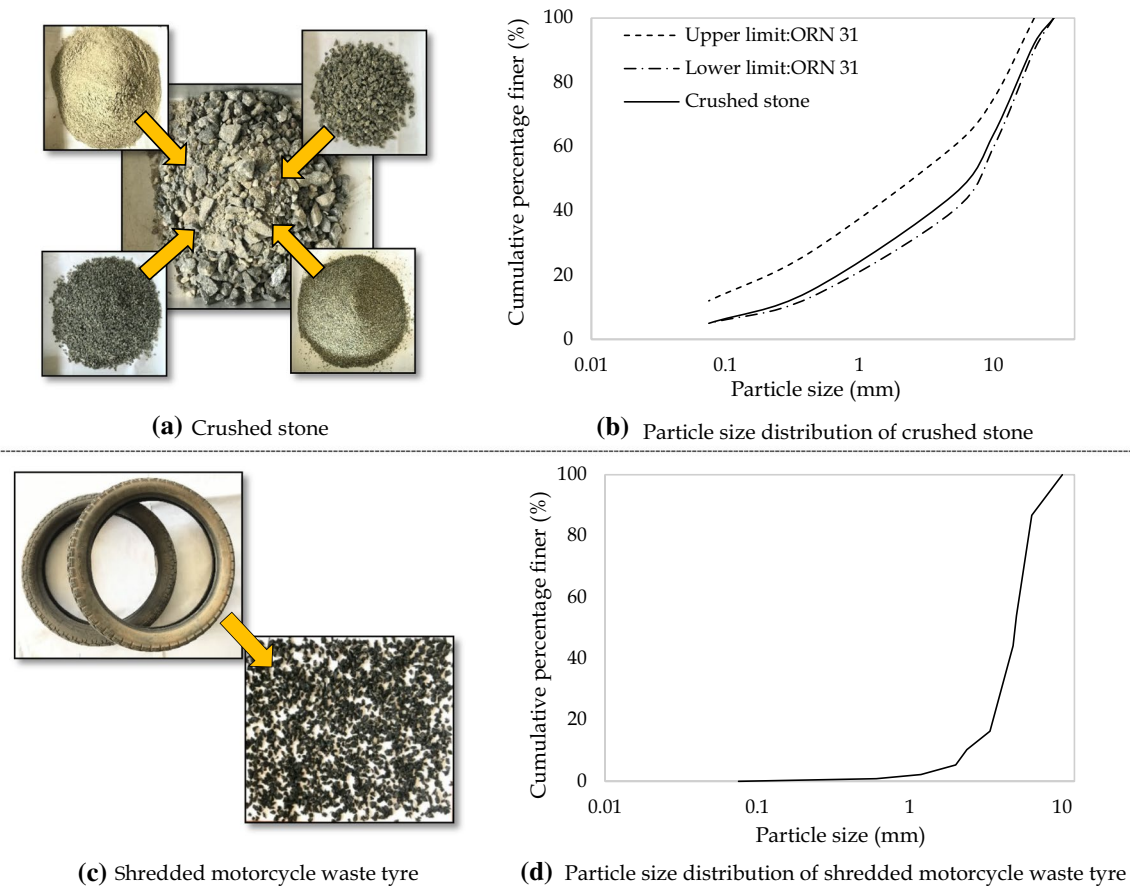 Cumulative percentage finer (%)
100
80
60
40
20
0
Upper limit:ORN 31
Lower limit:ORN 31
Crushed stone
0.01
0.1
1
10
Particle size (mm)
(a) Crushed stone
(b) Particle size distribution of crushed stone
Cumulative percentage finer (%)
100
80
60
40
20
0
0.01
0.1
1
10
Particle size (mm)
(c) Shredded motorcycle waste tyre
(d) Particle size distribution of shredded motorcycle waste tyre